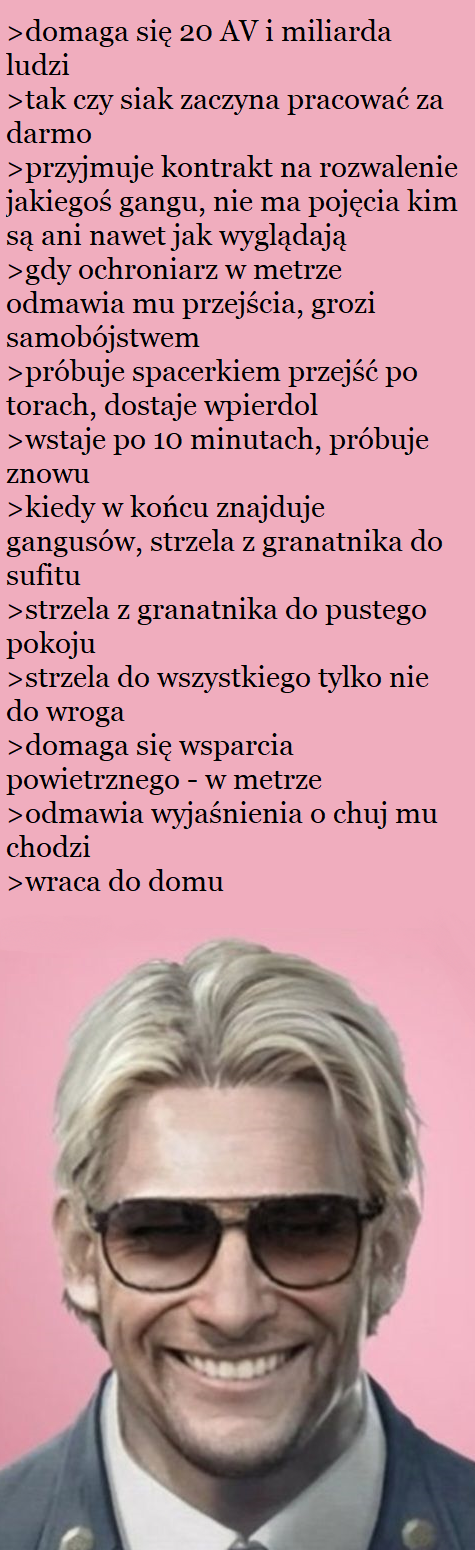 >domaga się 20 AV i miliarda
ludzi
>tak czy siak zaczyna pracować za
darmo
>przyjmuje kontrakt na rozwalenie
jakiegoś gangu, nie ma pojęcia kim
są ani nawet jak wyglądają
>gdy ochroniarz w metrze
odmawia mu przejścia, grozi
samobójstwem
>próbuje spacerkiem przejść po
torach, dostaje wpierdol
>wstaje po 10 minutach, próbuje
znowu
>kiedy w końcu znajduje
gangusów, strzela z granatnika do
sufitu
>strzela z granatnika do pustego
pokoju
>strzela do wszystkiego tylko nie
do wroga
>domaga się wsparcia
powietrznego - w metrze
>odmawia wyjaśnienia o chuj mu
chodzi
>wraca do domu